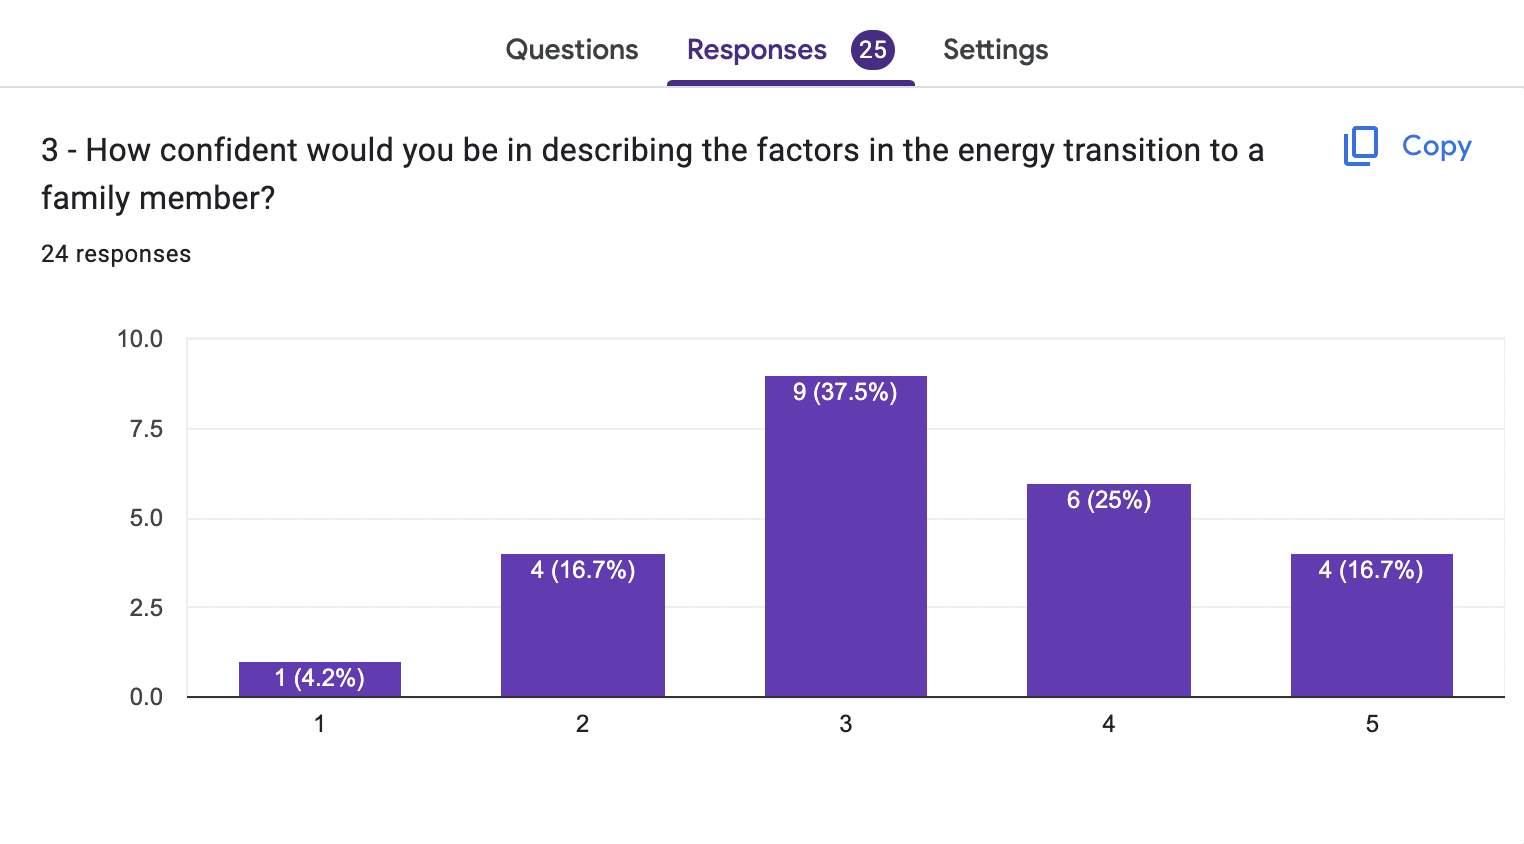 Questions Responses 25 Settings
3 - How confident would you be in describing the factors in the energy transition to a
family member?
Copy
24 responses
10.0
7.5
5.0
2.5
0.0
1 (4.2%)
4 (16.7%)
9 (37.5%)
6 (25%)
4 (16.7%)
1 2 3 4 5